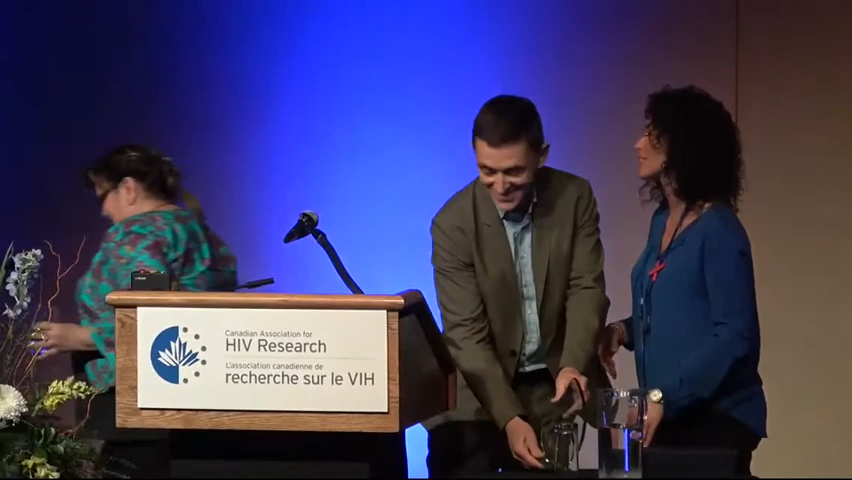 Canadian Association for
HIV Research
L'association canadienne de
recherche sur le VIH